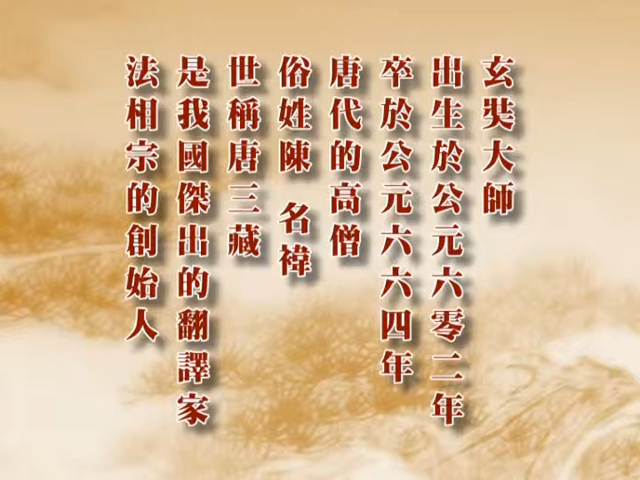 玄奘大師
出生於公元六零二年
卒於公元六六四年
唐代的高僧
俗姓陳 名褘
世稱唐三藏
是我國傑出的翻譯家
法相宗的創始人